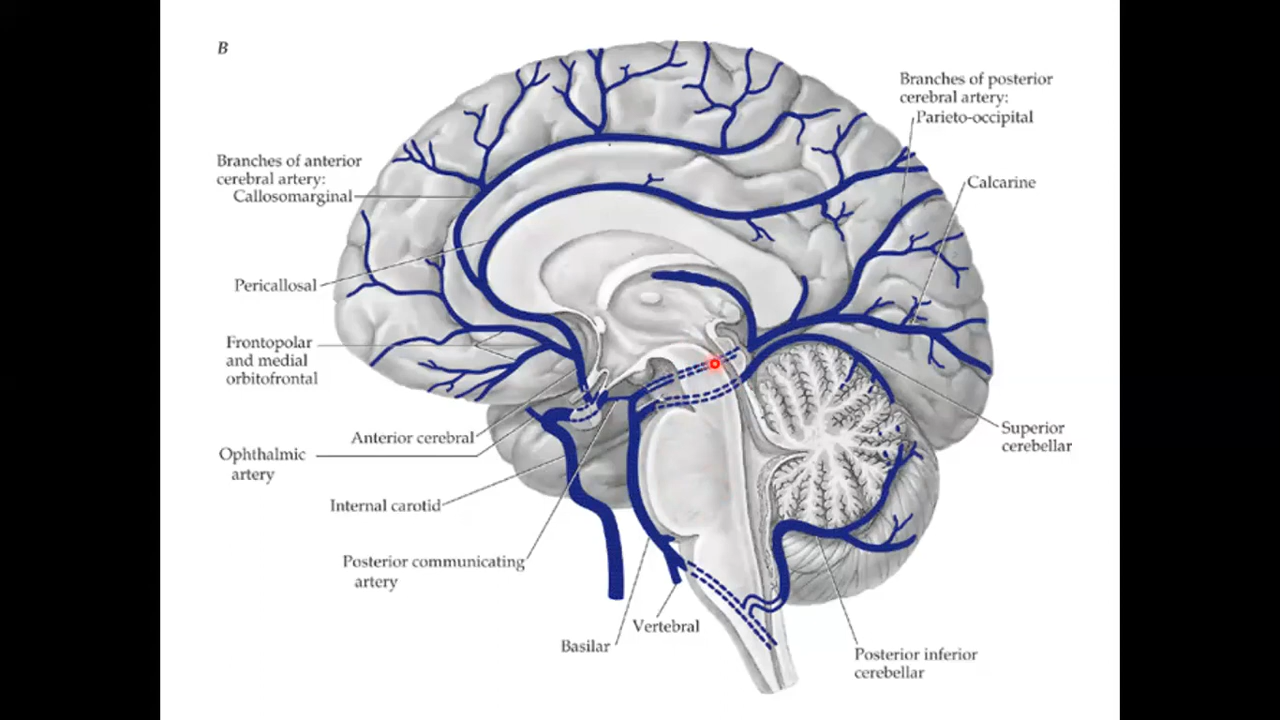 B
Branches of anterior
cerebral artery:
Callosomarginal
Pericallosal
Frontopolar
and medial
orbitofrontal
Anterior cerebral
Ophthalmic
artery
Internal carotid
Posterior communicating
artery
Basilar
Vertebral
Branches of posterior
cerebral artery:
Parieto-occipital
Calcarine
Superior
cerebellar
Posterior inferior
cerebellar